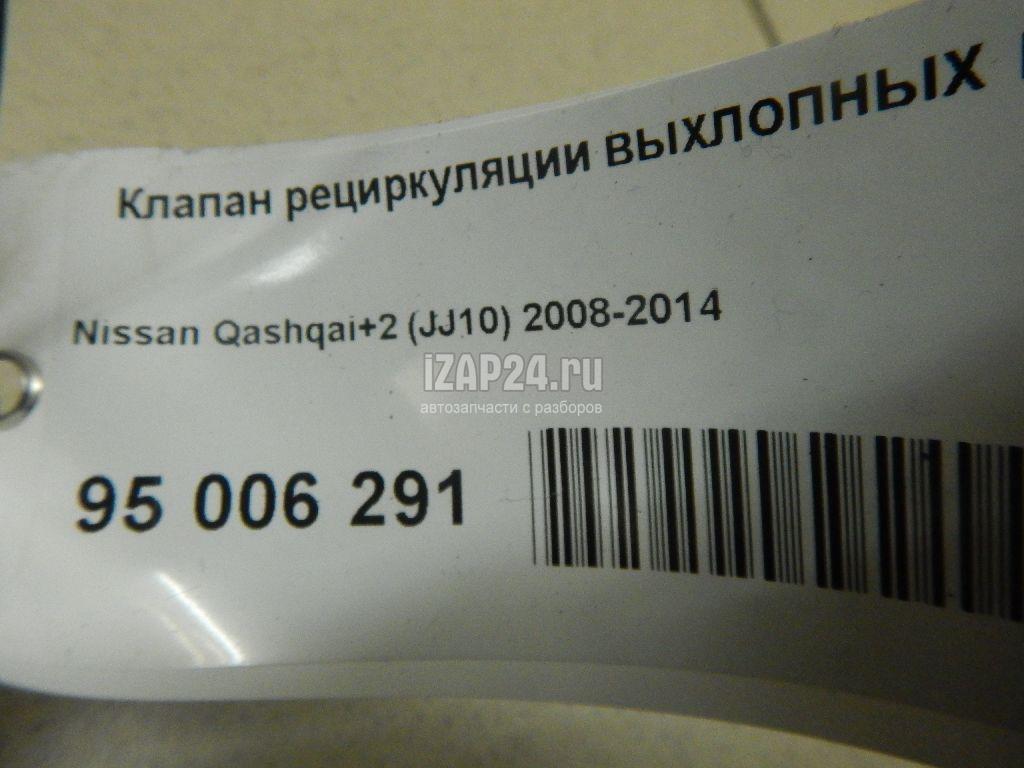 Клапан рециркуляции выхлопных
Nissan Qashqai+2 (JJ10) 2008-2014
iZAP24.ru
автозапчасти с разборов
95 006 291